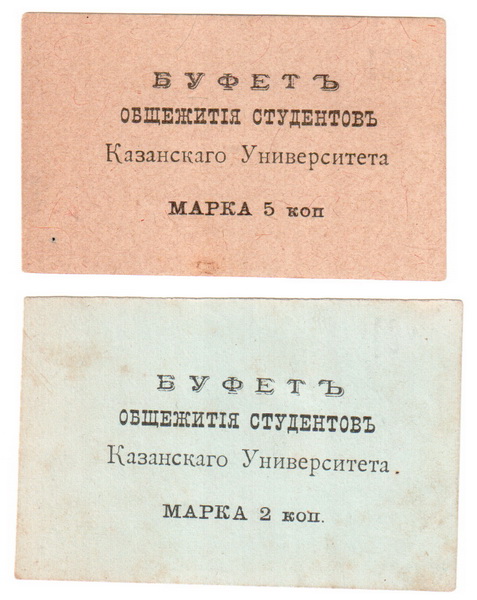 БУФЕТЪ
ОБЩЕЖИТІЯ СТУДЕНТОВЪ
Казанскаго Университета
МАРКА 5 коп
БУФЕТЪ
ОБЩЕЖИТІЯ СТУДЕНТОВЪ
Казанскаго Университета.
МАРКА 2 коп.